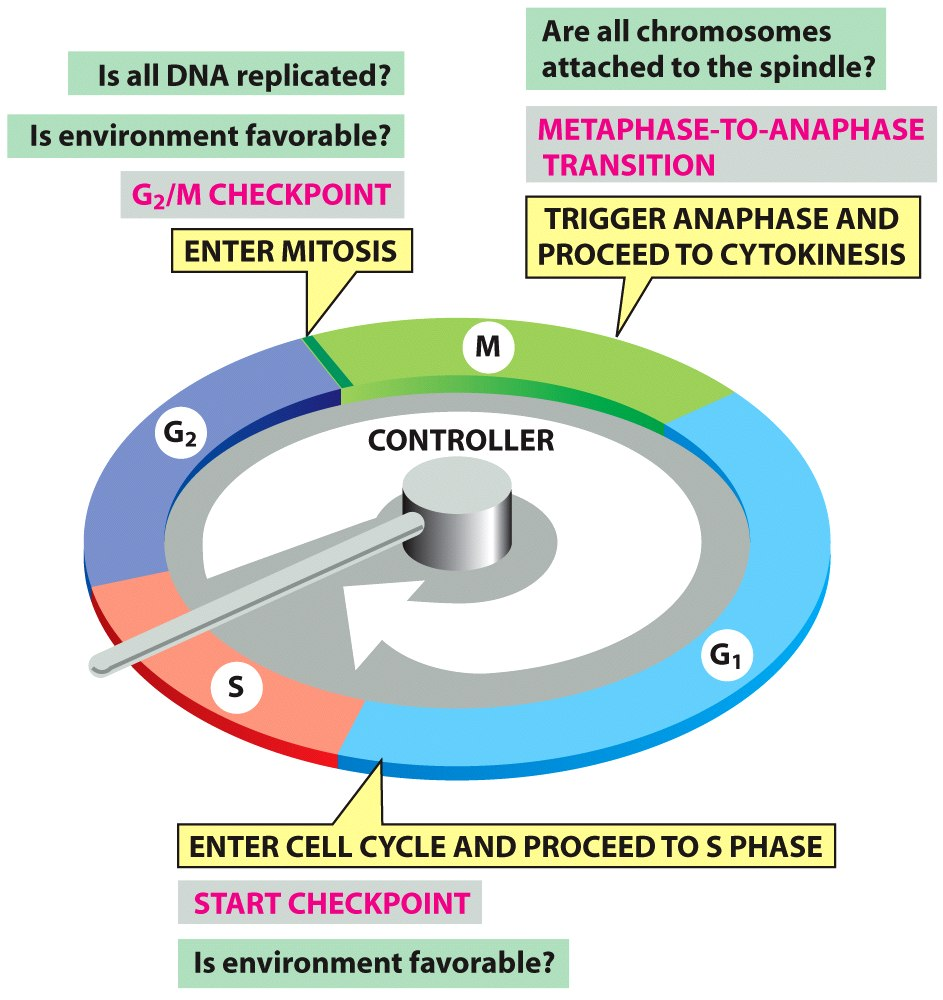 Is all DNA replicated?
Is environment favorable?
G₂/M CHECKPOINT
ENTER MITOSIS
Are all chromosomes
attached to the spindle?
METAPHASE-TO-ANAPHASE
TRANSITION
TRIGGER ANAPHASE AND
PROCEED TO CYTOKINESIS
M
G₂
CONTROLLER
G₁
S
ENTER CELL CYCLE AND PROCEED TO S PHASE
START CHECKPOINT
Is environment favorable?